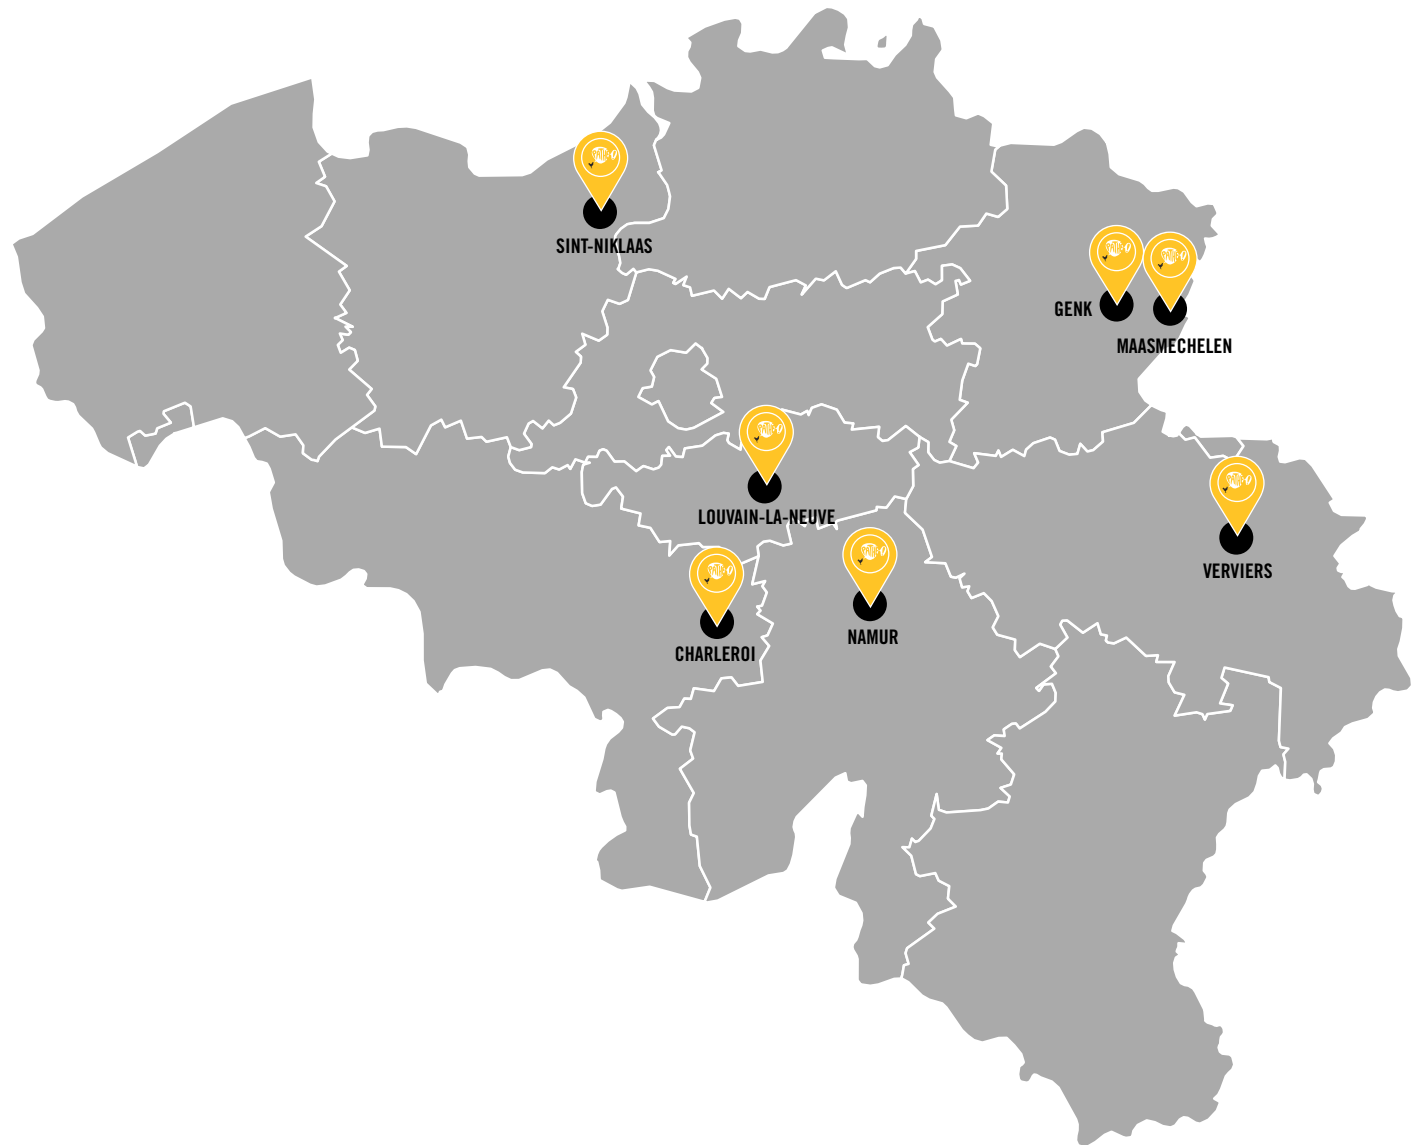 SINT-NIKLAAS
GENK
MAASMECHELEN
LOUVAIN-LA-NEUVE
VERVIERS
NAMUR
CHARLEROI